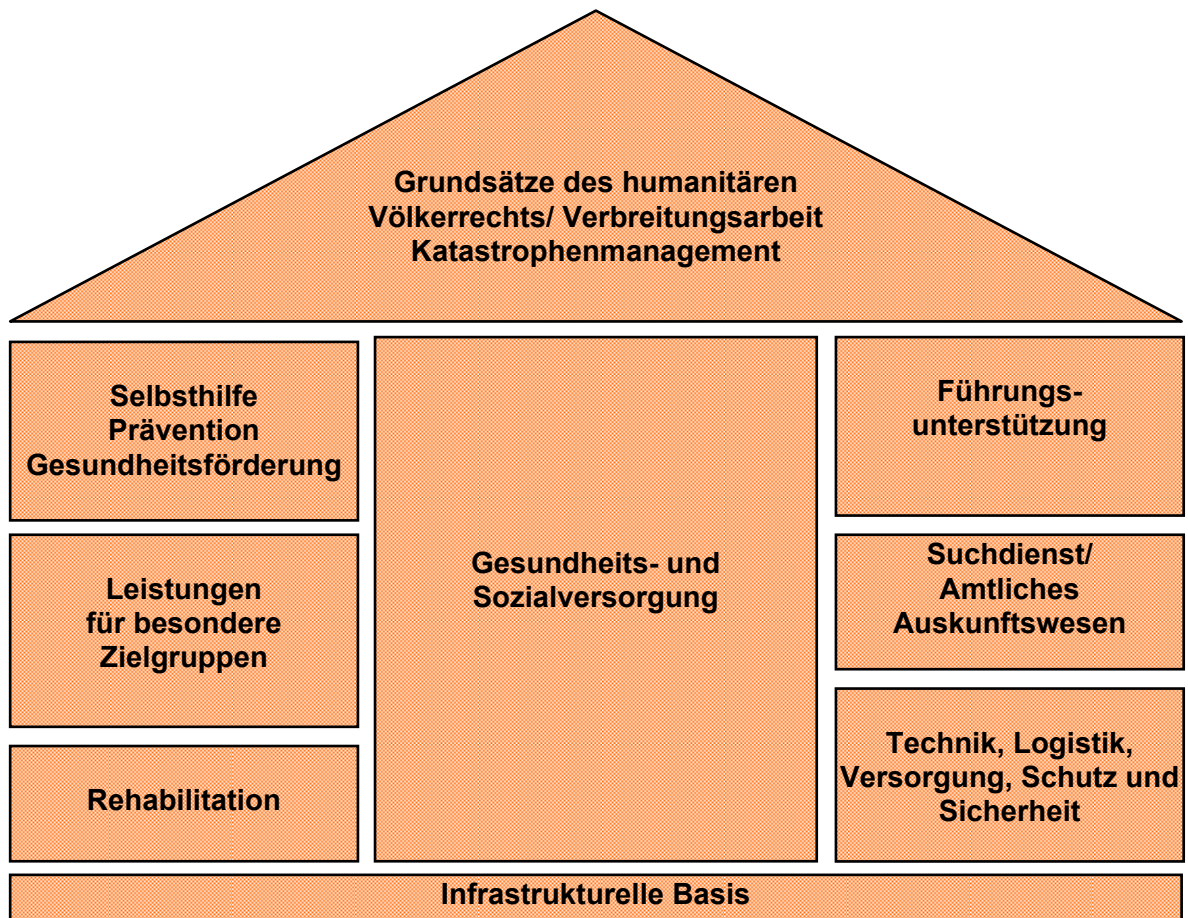 Grundsätze des humanitären
Völkerrechts/ Verbreitungsarbeit
Katastrophenmanagement
Selbsthilfe
Prävention
Gesundheitsförderung
Leistungen
für besondere
Zielgruppen
Rehabilitation
Gesundheits- und
Sozialversorgung
Führungs-
unterstützung
Suchdienst/
Amtliches
Auskunftswesen
Technik, Logistik,
Versorgung, Schutz und
Sicherheit
Infrastrukturelle Basis